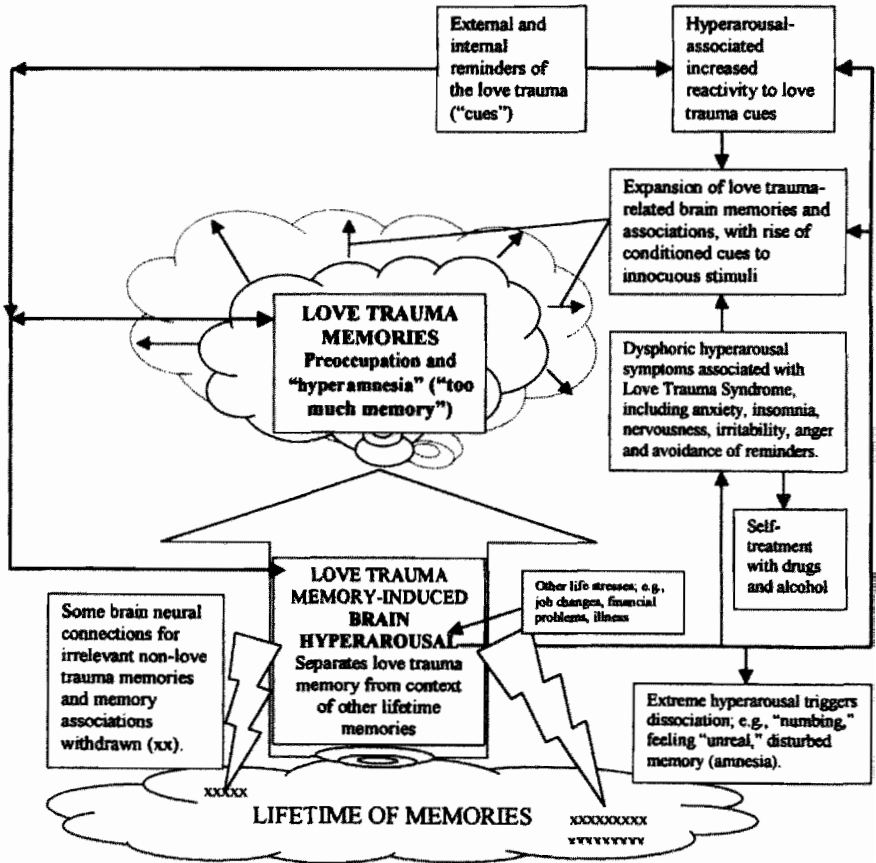 External and
internal
reminders of
the love trauma
("cues")
Hyperarousal-
associated
increased
reactivity to love
trauma cues
Expansion of love trauma-
related brain memories and
associations, with rise of
conditioned cues to
innocuous stimuli
LOVE TRAUMA
MEMORIES
Preoccupation and
"hyperamnesia" ("too
much memory")
Dysphoric hyperarousal
symptoms associated with
Love Trauma Syndrome,
including anxiety, insomnia,
nervousness, irritability, anger
and avoidance of reminders.
Self-
treatment
with drugs
and alcohol
LOVE TRAUMA
MEMORY-INDUCED
BRAIN
HYPERAROUSAL
Separates love trauma
memory from context
of other lifetime
memories
Other life stresses; e.g.,
job changes, financial
problems, illness
Some brain neural
connections for
irrelevant non-love
trauma memories
and memory
associations
withdrawn (xx).
Extreme hyperarousal triggers
dissociation; e.g., "numbing,"
feeling "unreal," disturbed
memory (amnesia).
xxxxx
LIFETIME OF MEMORIES
xxxxxxxxx
xxxxxxxxx